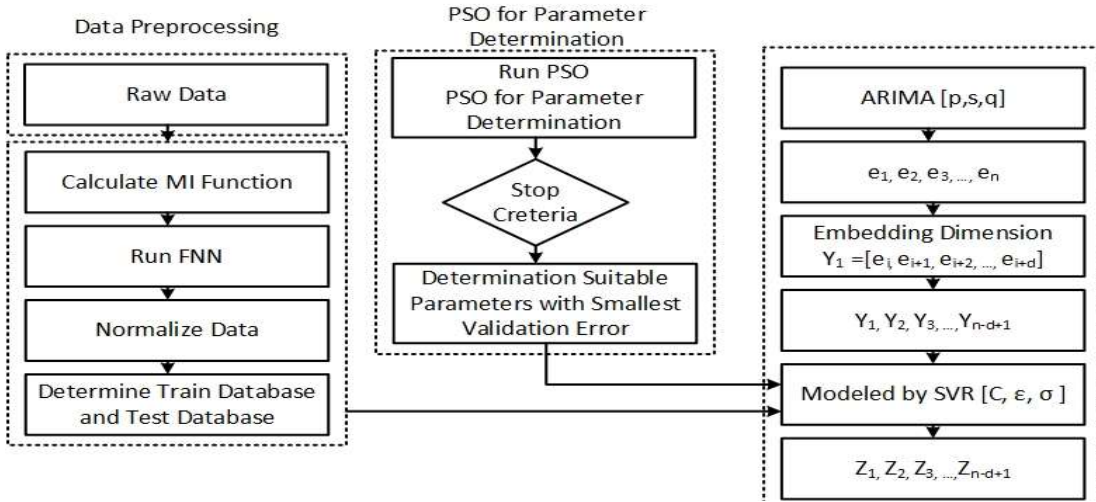 Data Preprocessing
Raw Data
Calculate MI Function
Run FNN
Normalize Data
Determine Train Database
and Test Database
PSO for Parameter
Determination
Run PSO
PSO for Parameter
Determination
Stop
Creteria
Determination Suitable
Parameters with Smallest
Validation Error
ARIMA [p,s,q]
e₁, e₂, e₃, ..., eₙ
Embedding Dimension
Y₁ =[eᵢ, eᵢ₊₁, eᵢ₊₂, ..., e_{i+d}]
Y₁, Y₂, Y₃, ...,Y_{n-d+1}
Modeled by SVR [C, ε, σ ]
Z₁, Z₂, Z₃, ...,Z_{n-d+1}